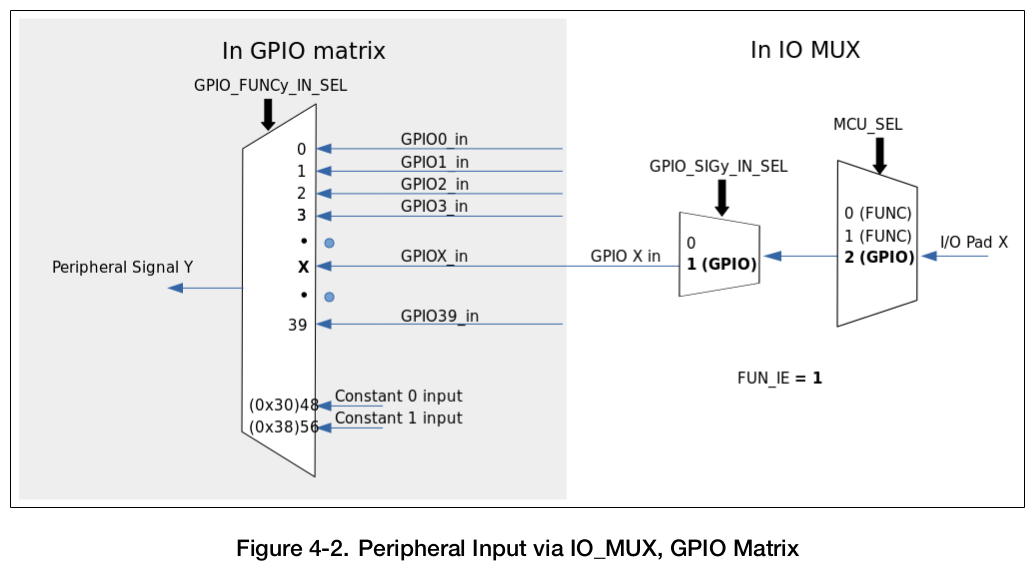 In GPIO matrix
In IO MUX
GPIO_FUNCy_IN_SEL
MCU_SEL
GPIO_SIGy_IN_SEL
0
GPIO0_in
1
GPIO1_in
2
GPIO2_in
3
GPIO3_in
X
GPIOX_in
GPIO X in
39
GPIO39_in
0
1 (GPIO)
0 (FUNC)
1 (FUNC)
2 (GPIO)
I/O Pad X
Peripheral Signal Y
FUN_IE = 1
(0x30)48
Constant 0 input
(0x38)56
Constant 1 input
Figure 4-2. Peripheral Input via IO_MUX, GPIO Matrix